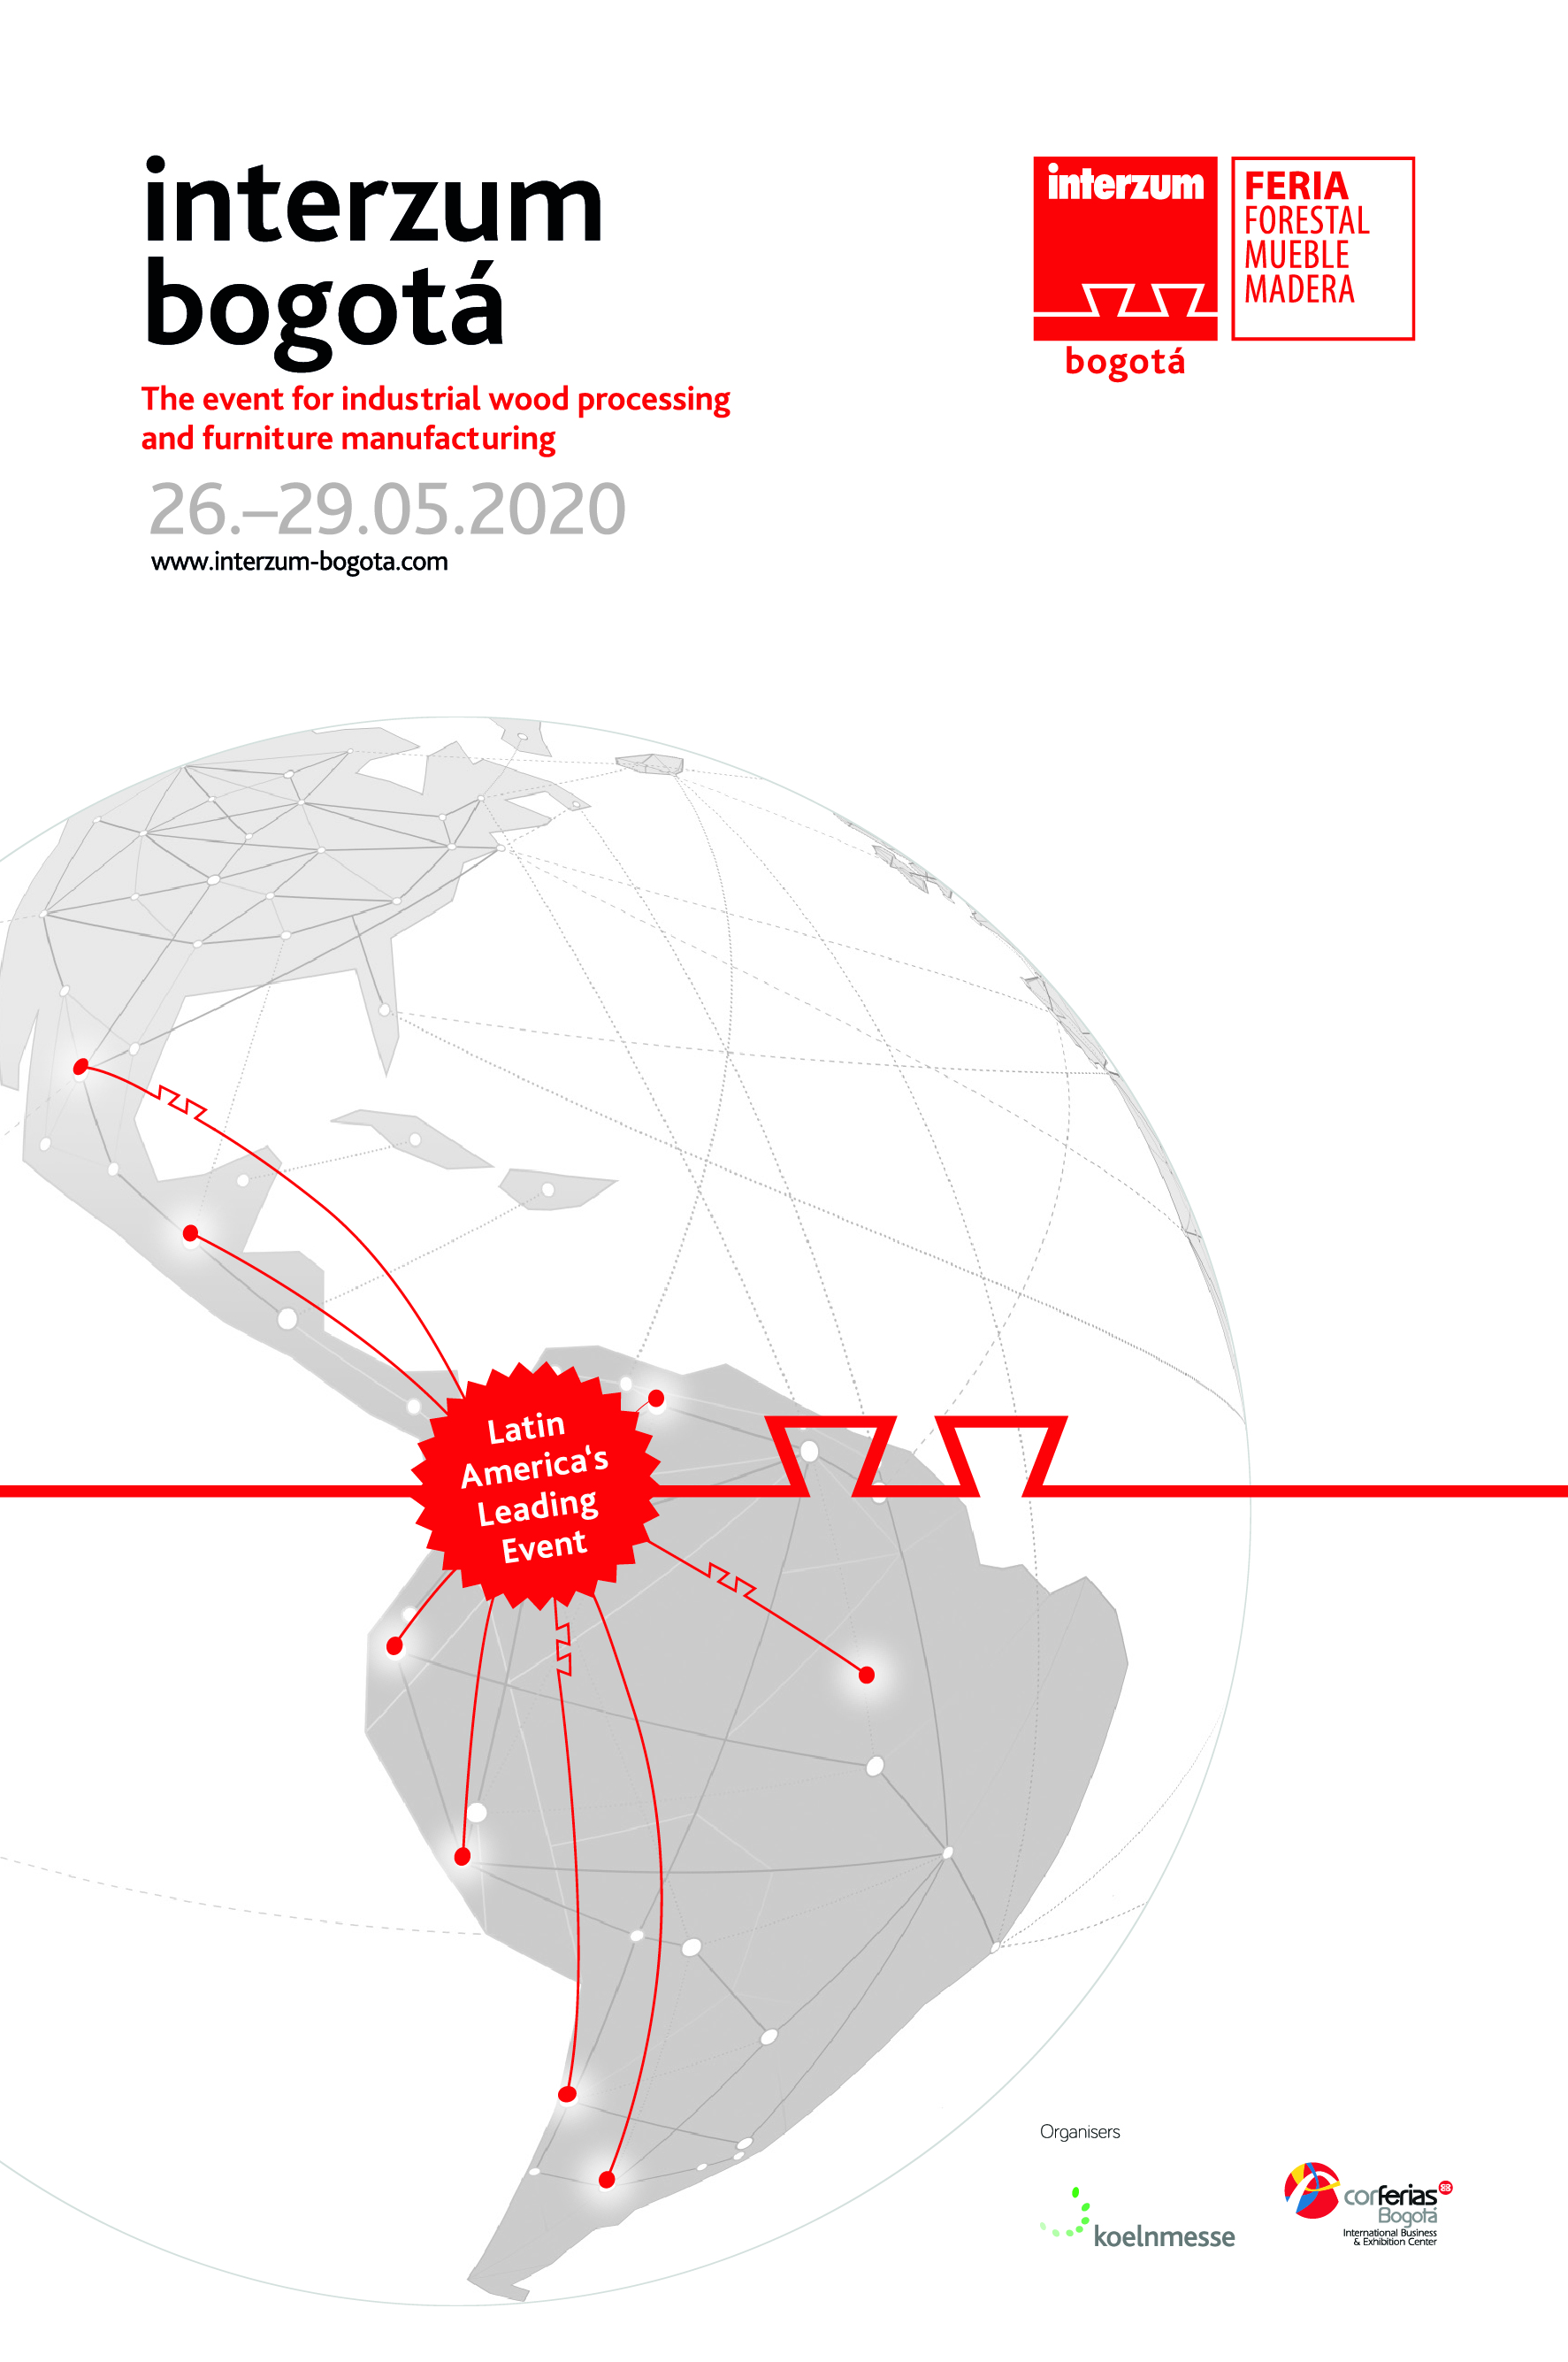 interzum
bogotá
The event for industrial wood processing
and furniture manufacturing
26.–29.05.2020
www.interzum-bogota.com
interzum
bogotá
FERIA
FORESTAL
MUEBLE
MADERA
Latin
America‘s
Leading
Event
Organisers
koelnmesse
corferias
Bogotá
International Business
& Exhibition Center